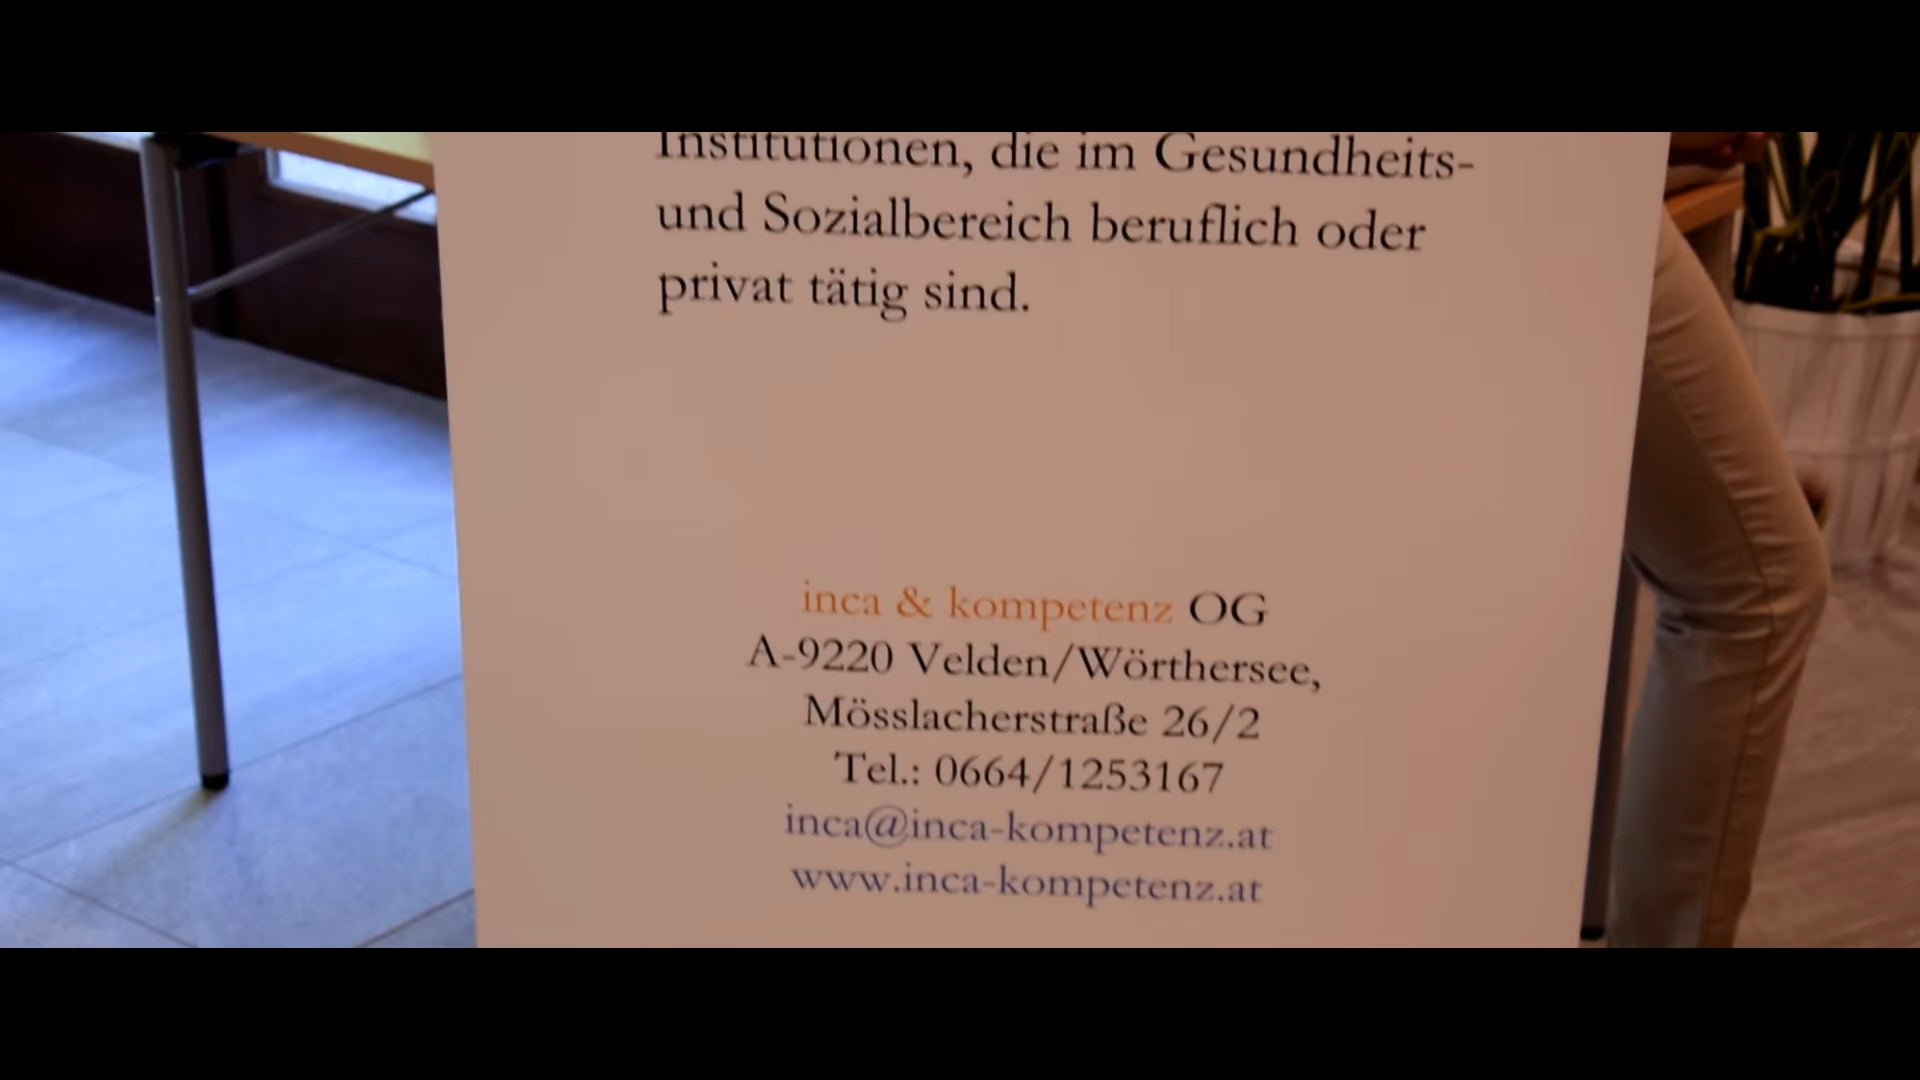 Institutionen, die im Gesundheits-
und Sozialbereich beruflich oder
privat tätig sind.
inca & kompetenz OG
A-9220 Velden/Wörthersee,
Mösslacherstraße 26/2
Tel.: 0664/1253167
inca@inca-kompetenz.at
www.inca-kompetenz.at